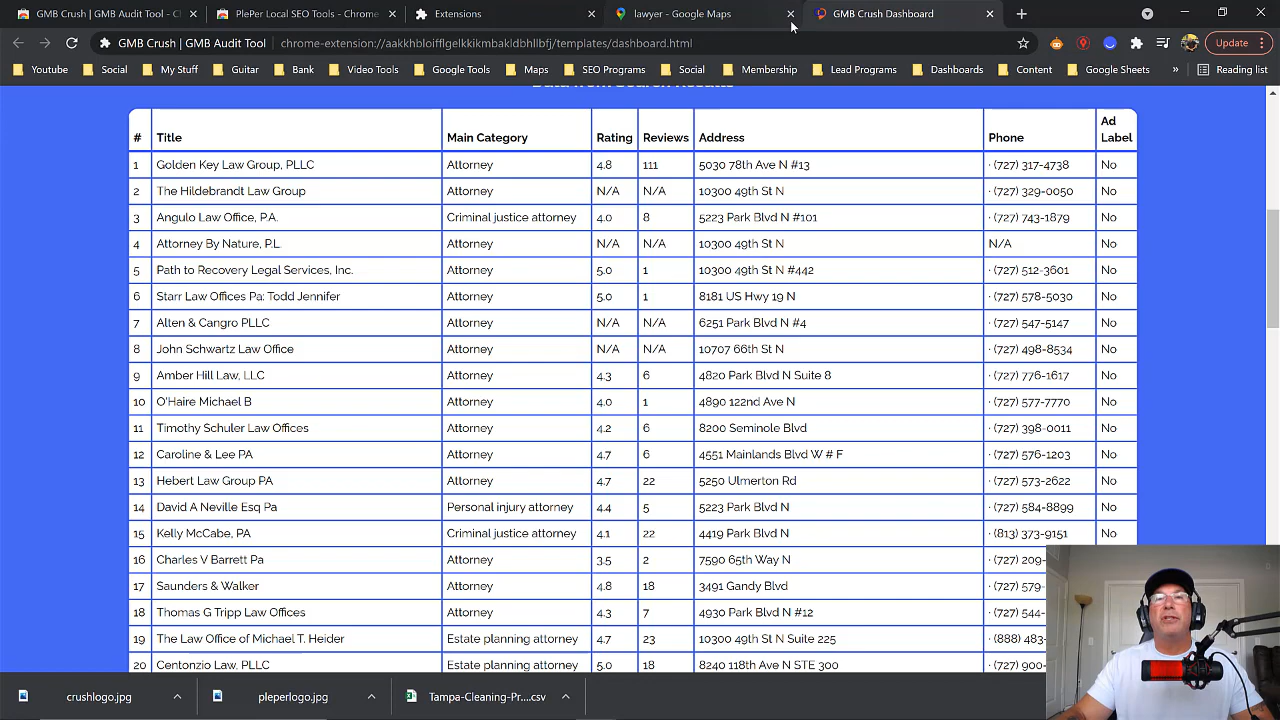 GMB Crush | GMB Audit Tool - C
PlePer Local SEO Tools - Chrome
Extensions
lawyer - Google Maps
GMB Crush Dashboard
GMB Crush | GMB Audit Tool
chrome-extension://aakkhbloifflgelkkikmbakldbhllbfj/templates/dashboard.html
Update
Youtube Social My Stuff Guitar Bank Video Tools Google Tools Maps SEO Programs Social Membership Lead Programs Dashboards Content Google Sheets » Reading list
Data from Search Results
# Title Main Category Rating Reviews Address Phone Ad Label
1 Golden Key Law Group, PLLC Attorney 4.8 111 5030 78th Ave N #13 · (727) 317-4738 No
2 The Hildebrandt Law Group Attorney N/A N/A 10300 49th St N · (727) 329-0050 No
3 Angulo Law Office, P.A. Criminal justice attorney 4.0 8 5223 Park Blvd N #101 · (727) 743-1879 No
4 Attorney By Nature, P.L. Attorney N/A N/A 10300 49th St N N/A No
5 Path to Recovery Legal Services, Inc. Attorney 5.0 1 10300 49th St N #442 · (727) 512-3601 No
6 Starr Law Offices Pa: Todd Jennifer Attorney 5.0 1 8181 US Hwy 19 N · (727) 578-5030 No
7 Alten & Cangro PLLC Attorney N/A N/A 6251 Park Blvd N #4 · (727) 547-5147 No
8 John Schwartz Law Office Attorney N/A N/A 10707 66th St N · (727) 498-8534 No
9 Amber Hill Law, LLC Attorney 4.3 6 4820 Park Blvd N Suite 8 · (727) 776-1617 No
10 O'Haire Michael B Attorney 4.0 1 4890 122nd Ave N · (727) 577-7770 No
11 Timothy Schuler Law Offices Attorney 4.2 6 8200 Seminole Blvd · (727) 398-0011 No
12 Caroline & Lee PA Attorney 4.7 6 4551 Mainlands Blvd W # F · (727) 576-1203 No
13 Hebert Law Group PA Attorney 4.7 22 5250 Ulmerton Rd · (727) 573-2622 No
14 David A Neville Esq Pa Personal injury attorney 4.4 5 5223 Park Blvd N · (727) 584-8899 No
15 Kelly McCabe, PA Criminal justice attorney 4.1 22 4419 Park Blvd N · (813) 373-9151 No
16 Charles V Barrett Pa Attorney 3.5 2 7590 65th Way N · (727) 209-
17 Saunders & Walker Attorney 4.8 18 3491 Gandy Blvd · (727) 579-
18 Thomas G Tripp Law Offices Attorney 4.3 7 4930 Park Blvd N #12 · (727) 544-
19 The Law Office of Michael T. Heider Estate planning attorney 4.7 23 10300 49th St N Suite 225 · (888) 483-
20 Centonzio Law, PLLC Estate planning attorney 5.0 18 8240 118th Ave N STE 300 · (727) 900-
crushlogo.jpg
pleperlogo.jpg
Tampa-Cleaning-Pr....csv